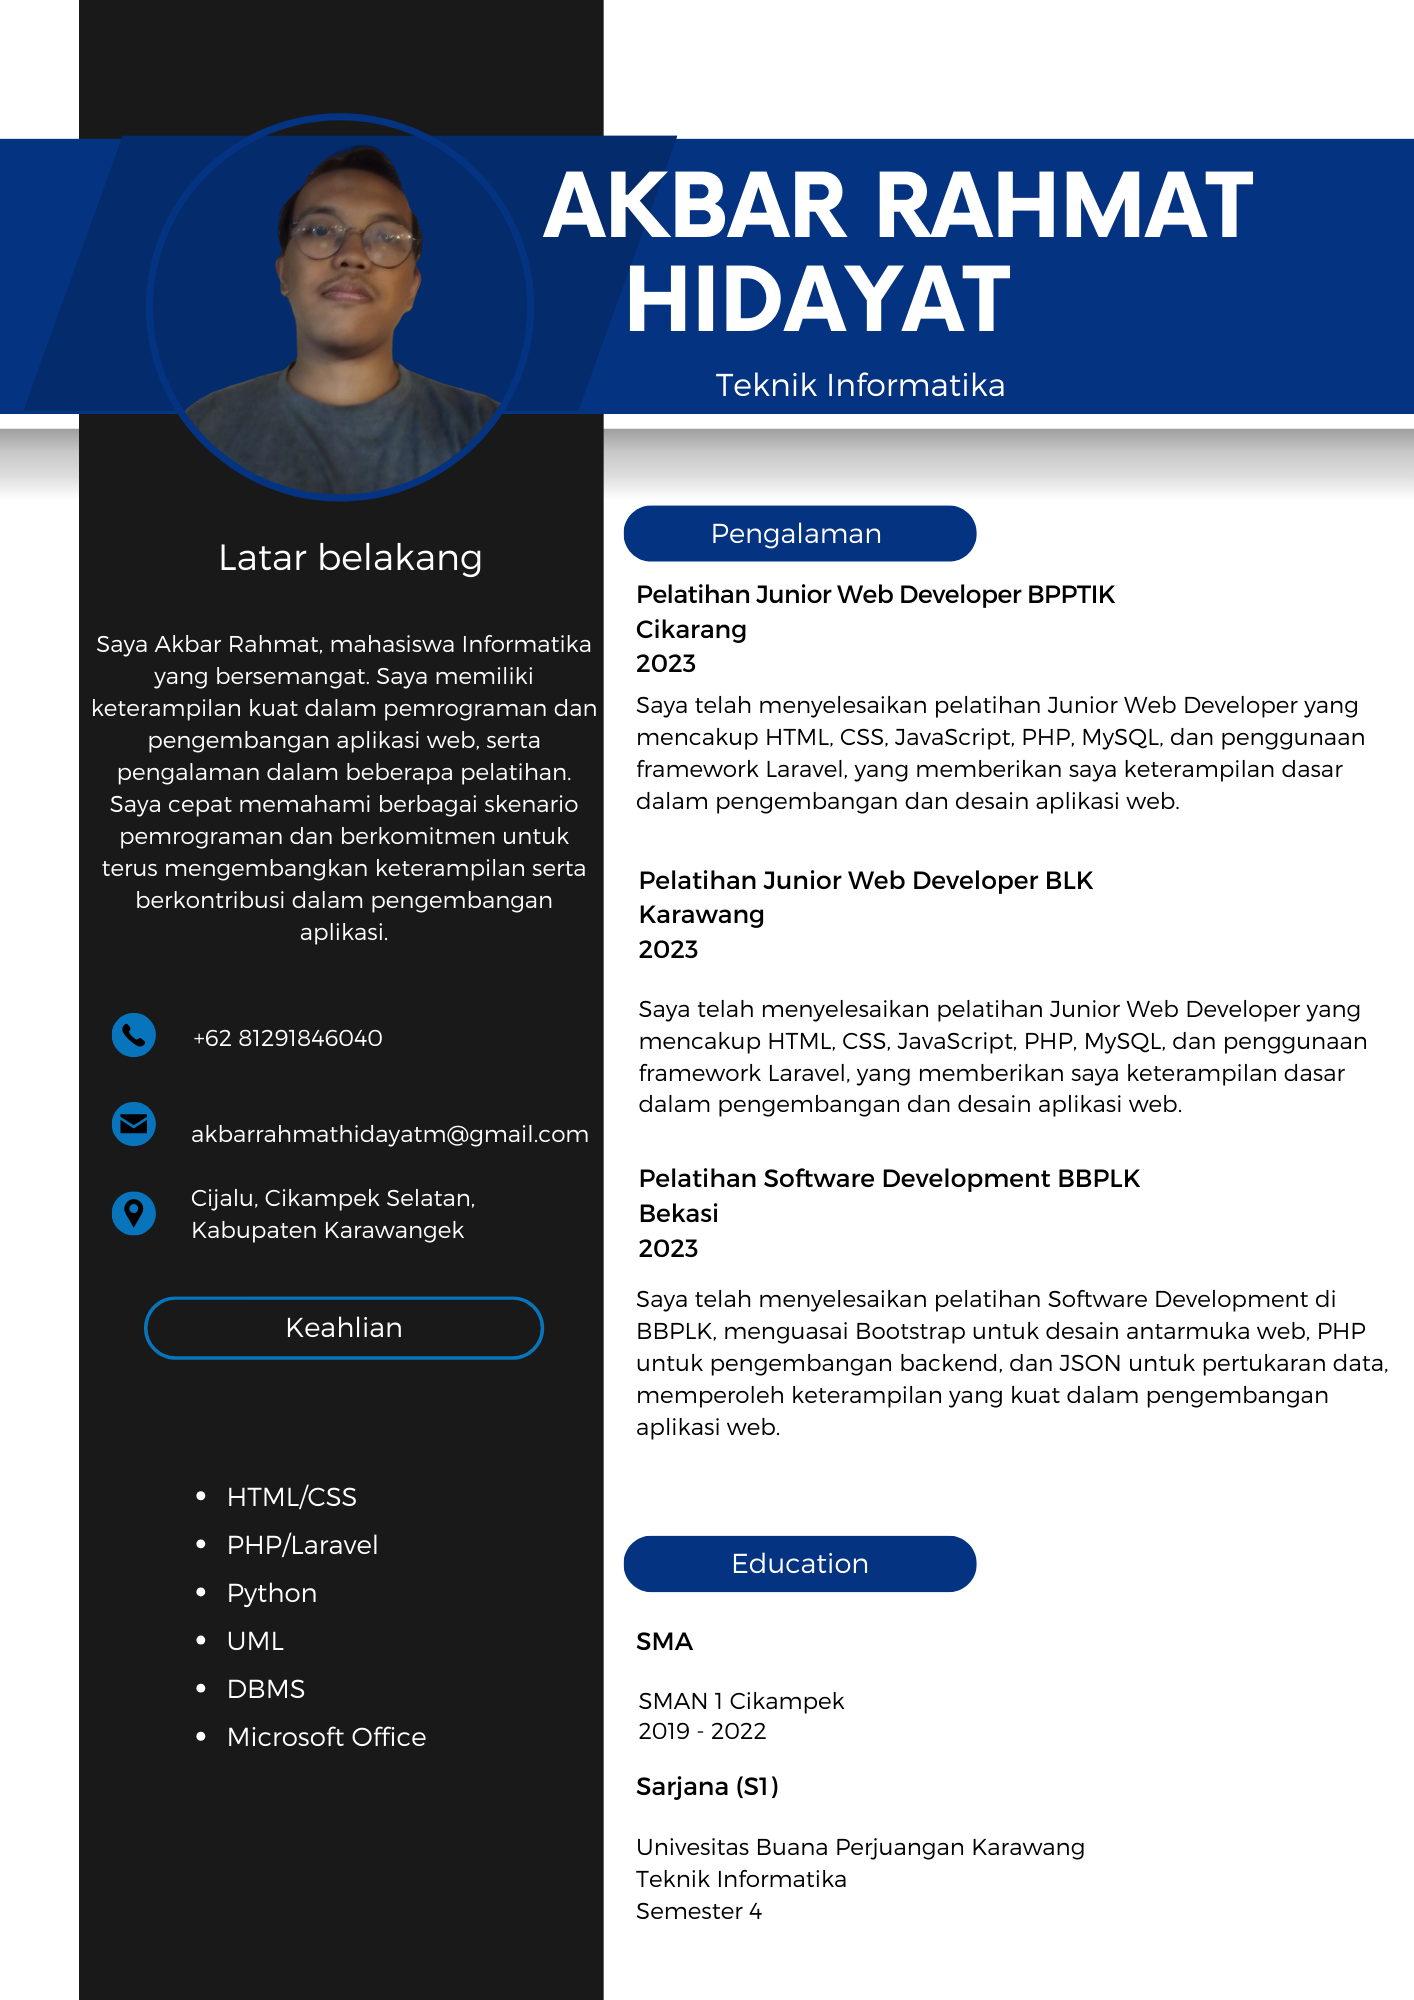 AKBAR RAHMAT
HIDAYAT
Teknik Informatika
Latar belakang
Saya Akbar Rahmat, mahasiswa Informatika
yang bersemangat. Saya memiliki
keterampilan kuat dalam pemrograman dan
pengembangan aplikasi web, serta
pengalaman dalam beberapa pelatihan.
Saya cepat memahami berbagai skenario
pemrograman dan berkomitmen untuk
terus mengembangkan keterampilan serta
berkontribusi dalam pengembangan
aplikasi.
+62 81291846040
akbarrahmathidayatm@gmail.com
Cijalu, Cikampek Selatan,
Kabupaten Karawangek
Keahlian
• HTML/CSS
• PHP/Laravel
• Python
• UML
• DBMS
• Microsoft Office
Pengalaman
Pelatihan Junior Web Developer BPPTIK
Cikarang
2023
Saya telah menyelesaikan pelatihan Junior Web Developer yang
mencakup HTML, CSS, JavaScript, PHP, MySQL, dan penggunaan
framework Laravel, yang memberikan saya keterampilan dasar
dalam pengembangan dan desain aplikasi web.
Pelatihan Junior Web Developer BLK
Karawang
2023
Saya telah menyelesaikan pelatihan Junior Web Developer yang
mencakup HTML, CSS, JavaScript, PHP, MySQL, dan penggunaan
framework Laravel, yang memberikan saya keterampilan dasar
dalam pengembangan dan desain aplikasi web.
Pelatihan Software Development BBPLK
Bekasi
2023
Saya telah menyelesaikan pelatihan Software Development di
BBPLK, menguasai Bootstrap untuk desain antarmuka web, PHP
untuk pengembangan backend, dan JSON untuk pertukaran data,
memperoleh keterampilan yang kuat dalam pengembangan
aplikasi web.
Education
SMA
SMAN 1 Cikampek
2019 - 2022
Sarjana (S1)
Univesitas Buana Perjuangan Karawang
Teknik Informatika
Semester 4